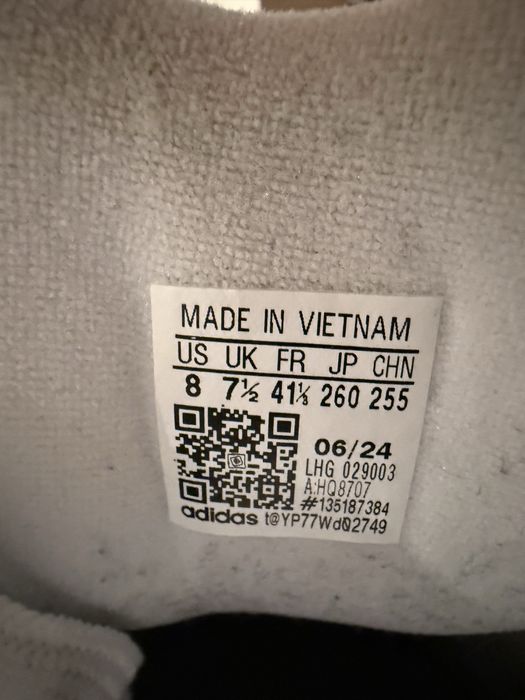 MADE IN VIETNAM
US UK FR JP CHN
8 7½ 41⅓ 260 255
06/24
LHG 029003
A:HQ8707
#135187384
adidas t@YP77Wd02749